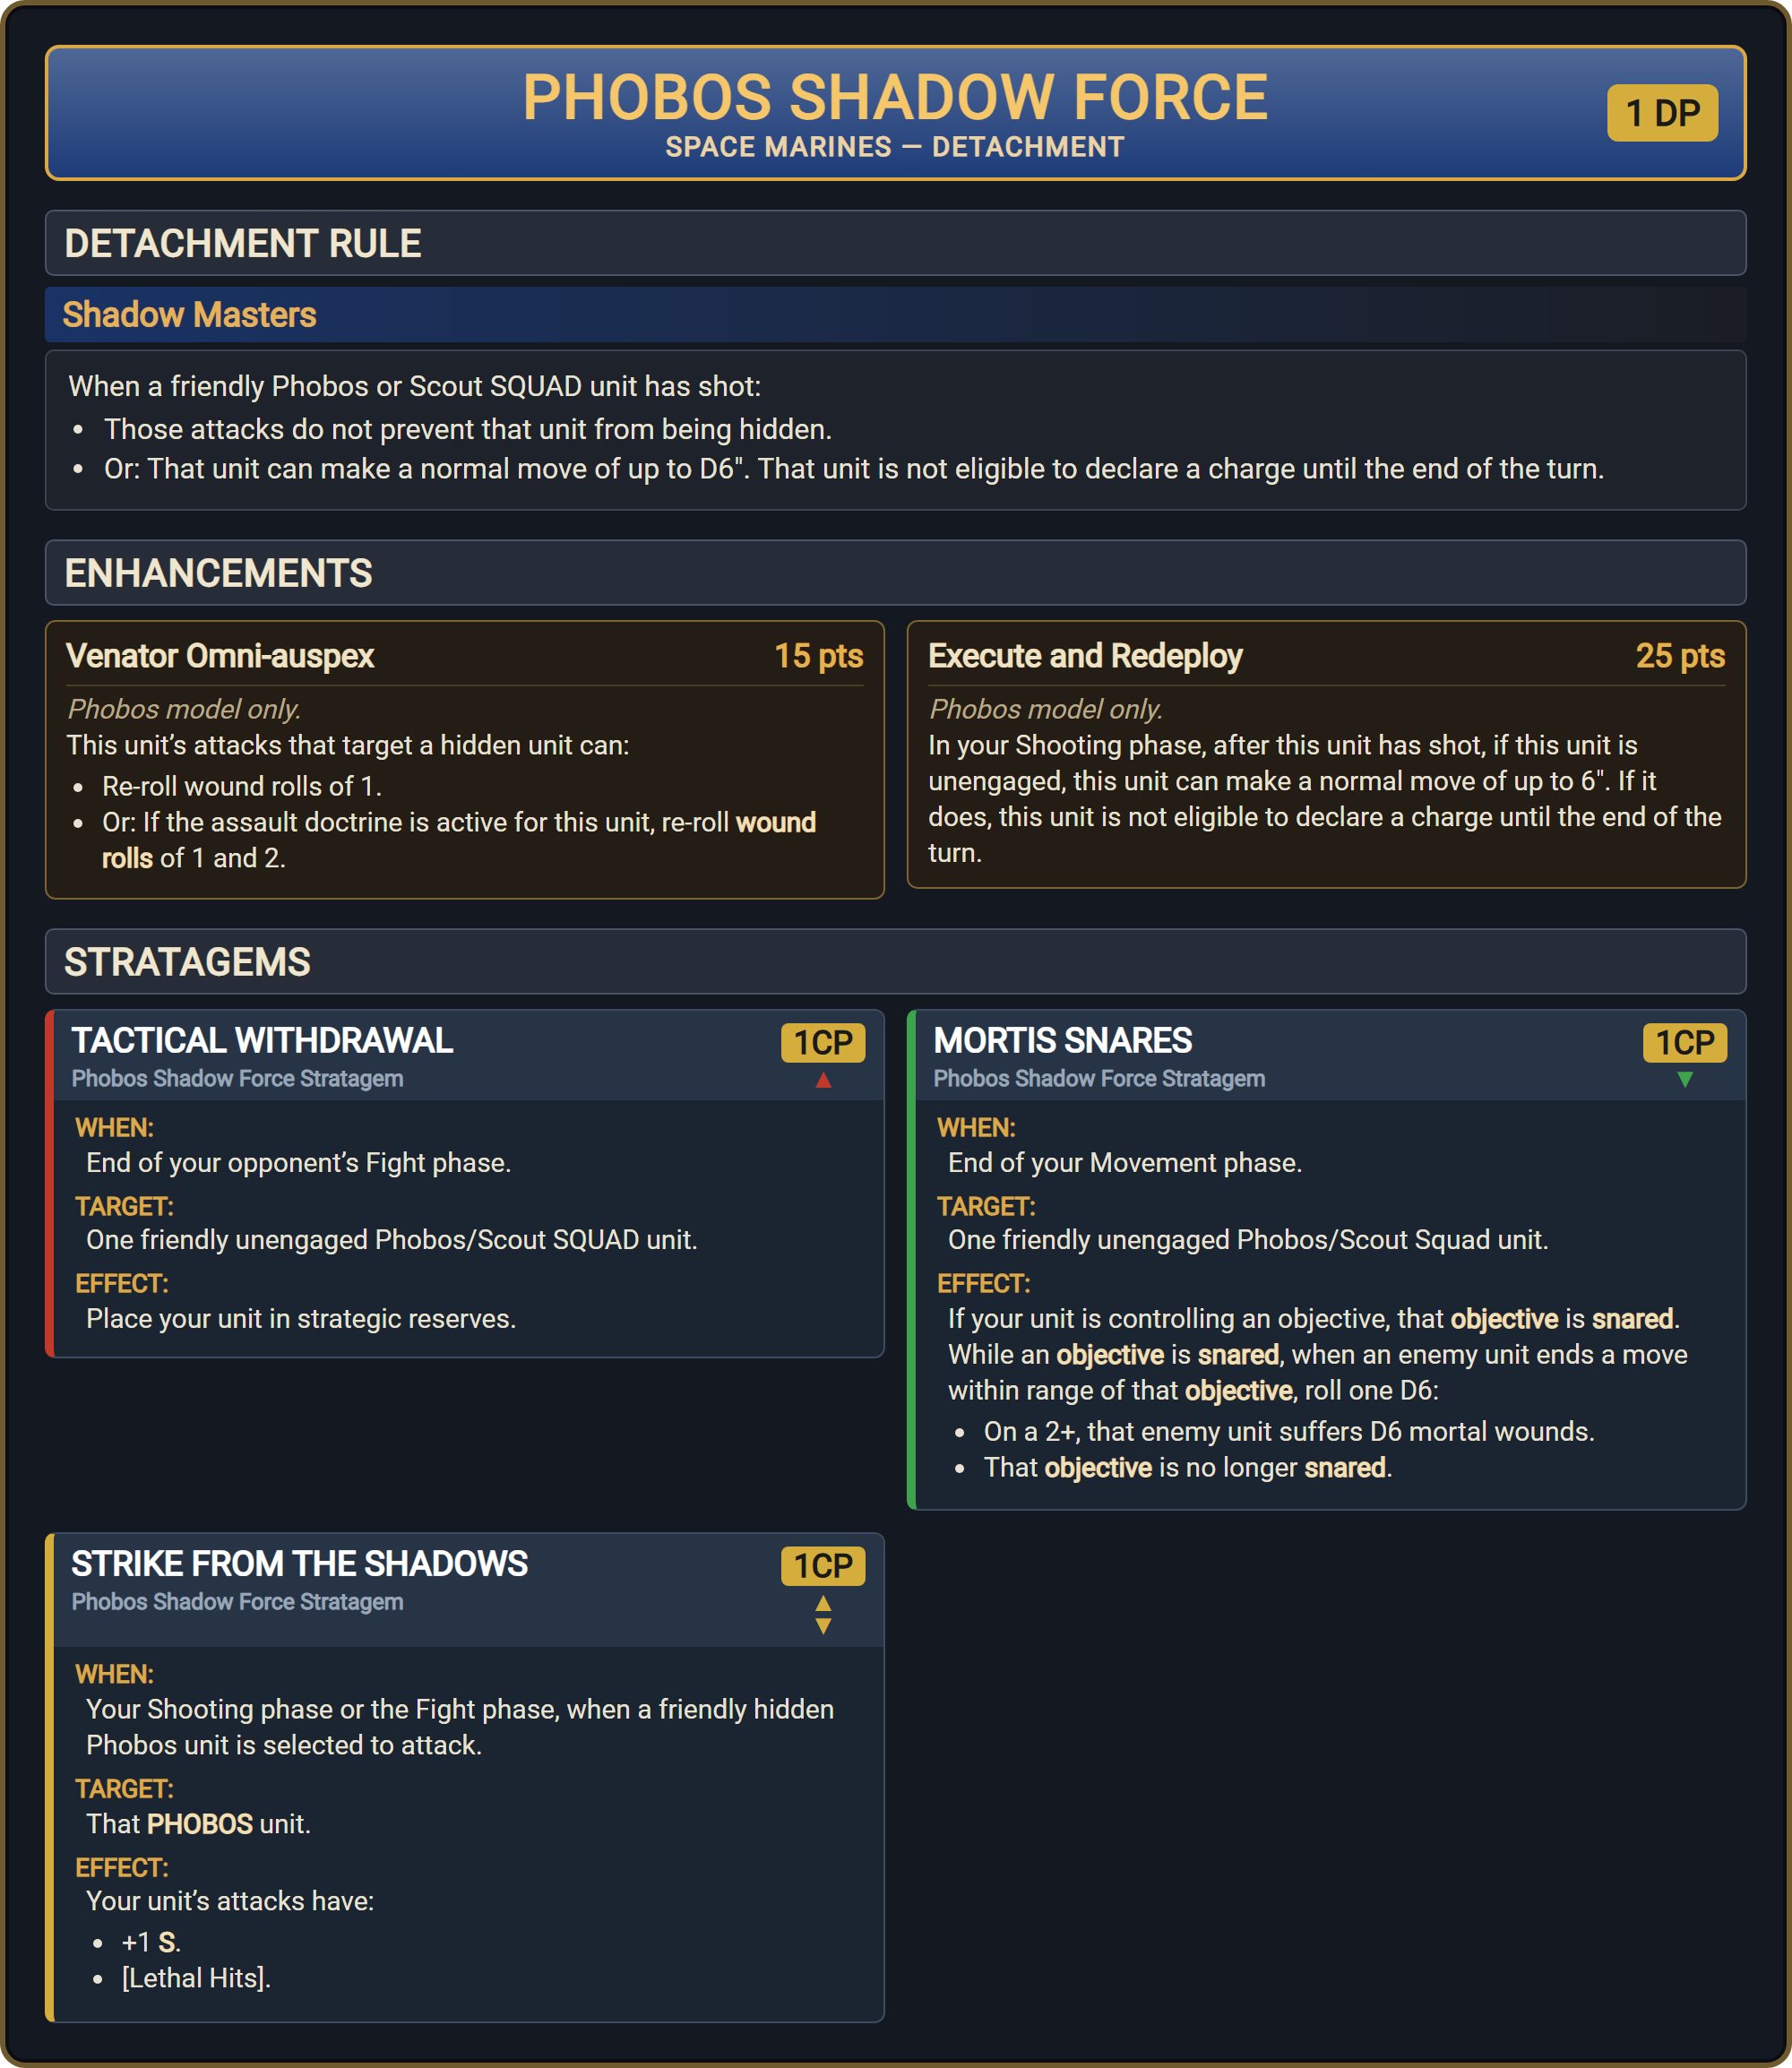 PHOBOS SHADOW FORCE
SPACE MARINES — DETACHMENT
1 DP
DETACHMENT RULE
Shadow Masters
When a friendly Phobos or Scout SQUAD unit has shot:
• Those attacks do not prevent that unit from being hidden.
• Or: That unit can make a normal move of up to D6". That unit is not eligible to declare a charge until the end of the turn.
ENHANCEMENTS
Venator Omni-auspex 15 pts
Phobos model only.
This unit’s attacks that target a hidden unit can:
• Re-roll wound rolls of 1.
• Or: If the assault doctrine is active for this unit, re-roll wound
rolls of 1 and 2.
Execute and Redeploy 25 pts
Phobos model only.
In your Shooting phase, after this unit has shot, if this unit is
unengaged, this unit can make a normal move of up to 6". If it
does, this unit is not eligible to declare a charge until the end of the
turn.
STRATAGEMS
TACTICAL WITHDRAWAL 1CP
Phobos Shadow Force Stratagem ▲
WHEN:
End of your opponent’s Fight phase.
TARGET:
One friendly unengaged Phobos/Scout SQUAD unit.
EFFECT:
Place your unit in strategic reserves.
MORTIS SNARES 1CP
Phobos Shadow Force Stratagem ▼
WHEN:
End of your Movement phase.
TARGET:
One friendly unengaged Phobos/Scout Squad unit.
EFFECT:
If your unit is controlling an objective, that objective is snared.
While an objective is snared, when an enemy unit ends a move
within range of that objective, roll one D6:
• On a 2+, that enemy unit suffers D6 mortal wounds.
• That objective is no longer snared.
STRIKE FROM THE SHADOWS 1CP
Phobos Shadow Force Stratagem ▲
▼
WHEN:
Your Shooting phase or the Fight phase, when a friendly hidden
Phobos unit is selected to attack.
TARGET:
That PHOBOS unit.
EFFECT:
Your unit’s attacks have:
• +1 S.
• [Lethal Hits].